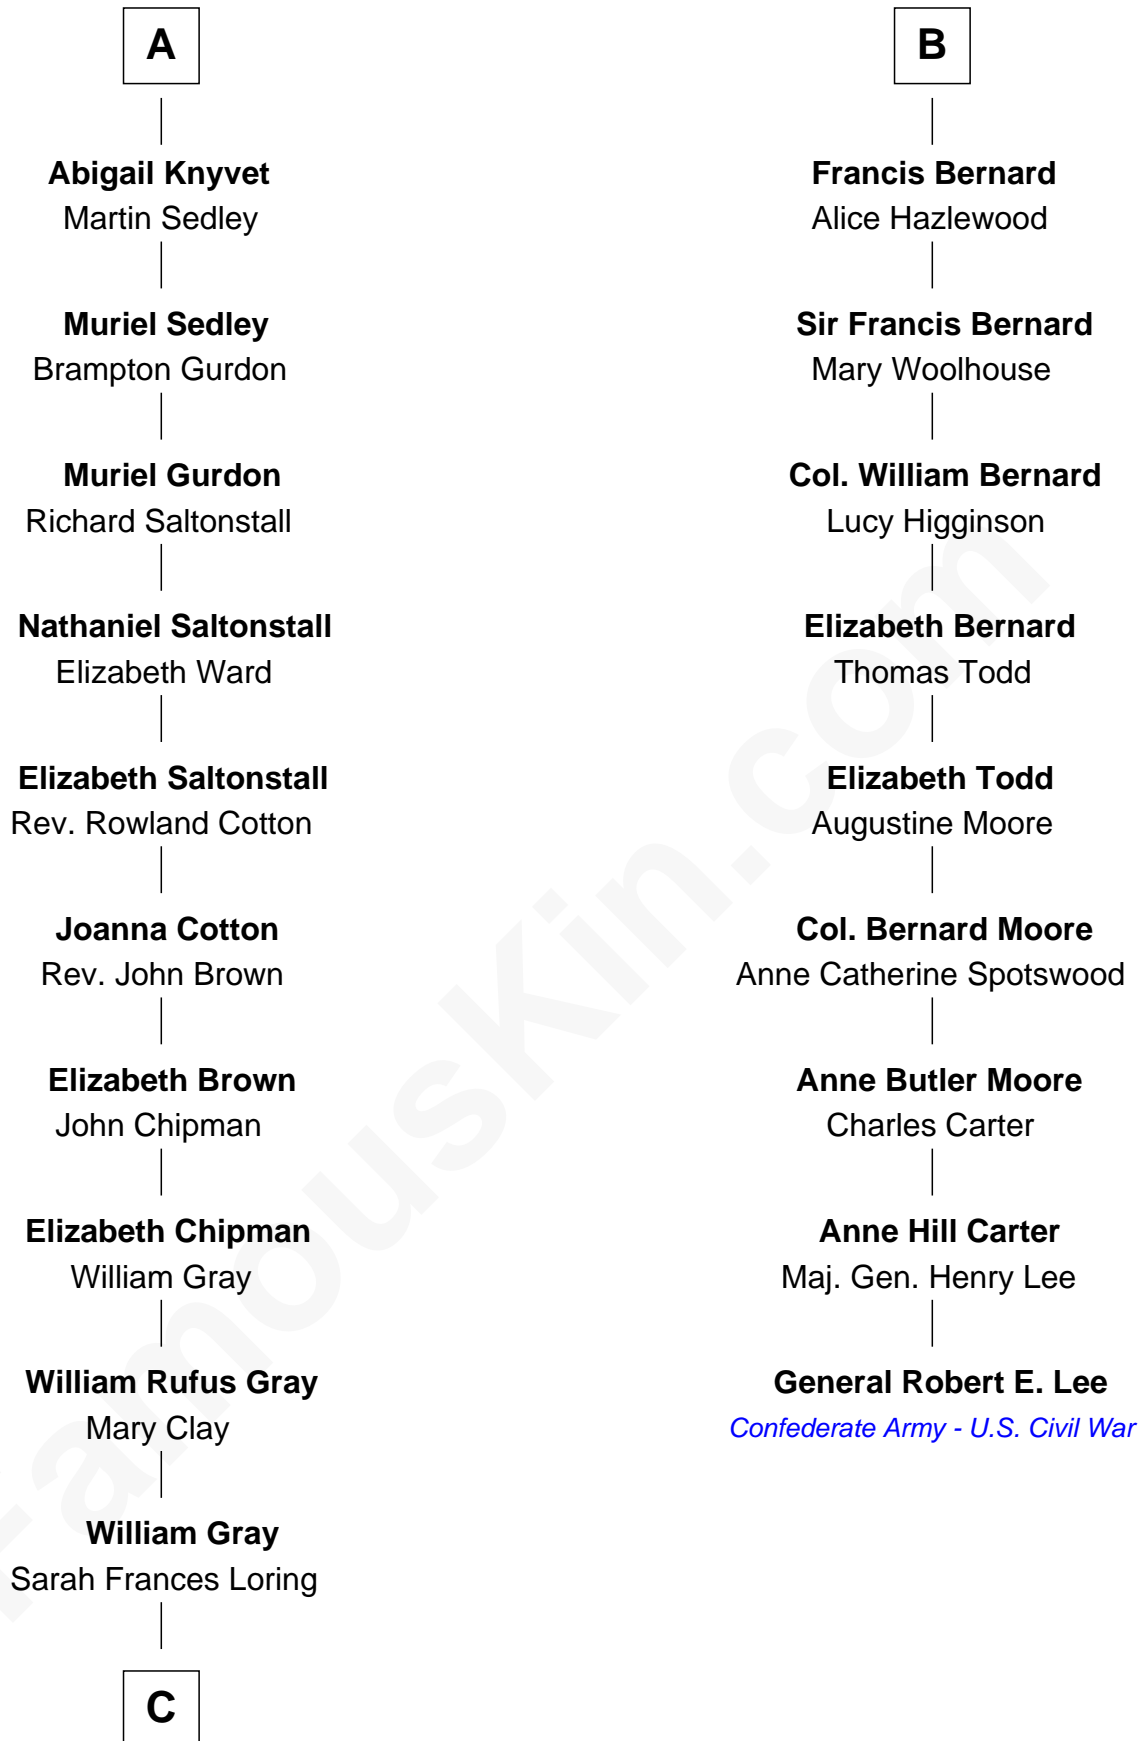 A
Abigail Knyvet
Martin Sedley
Muriel Sedley
Brampton Gurdon
Muriel Gurdon
Richard Saltonstall
Nathaniel Saltonstall
Elizabeth Ward
Elizabeth Saltonstall
Rev. Rowland Cotton
Joanna Cotton
Rev. John Brown
Elizabeth Brown
John Chipman
Elizabeth Chipman
William Gray
William Rufus Gray
Mary Clay
William Gray
Sarah Frances Loring
C
B
Francis Bernard
Alice Hazlewood
Sir Francis Bernard
Mary Woolhouse
Col. William Bernard
Lucy Higginson
Elizabeth Bernard
Thomas Todd
Elizabeth Todd
Augustine Moore
Col. Bernard Moore
Anne Catherine Spotswood
Anne Butler Moore
Charles Carter
Anne Hill Carter
Maj. Gen. Henry Lee
General Robert E. Lee
Confederate Army - U.S. Civil War
FamousKin.com